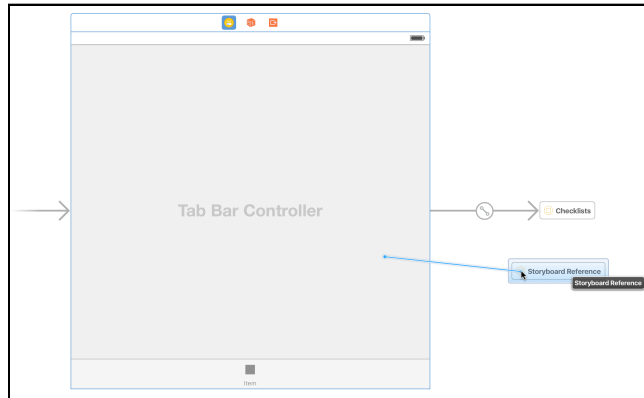 Tab Bar Controller
Checklists
Storyboard Reference
Storyboard Reference
Item